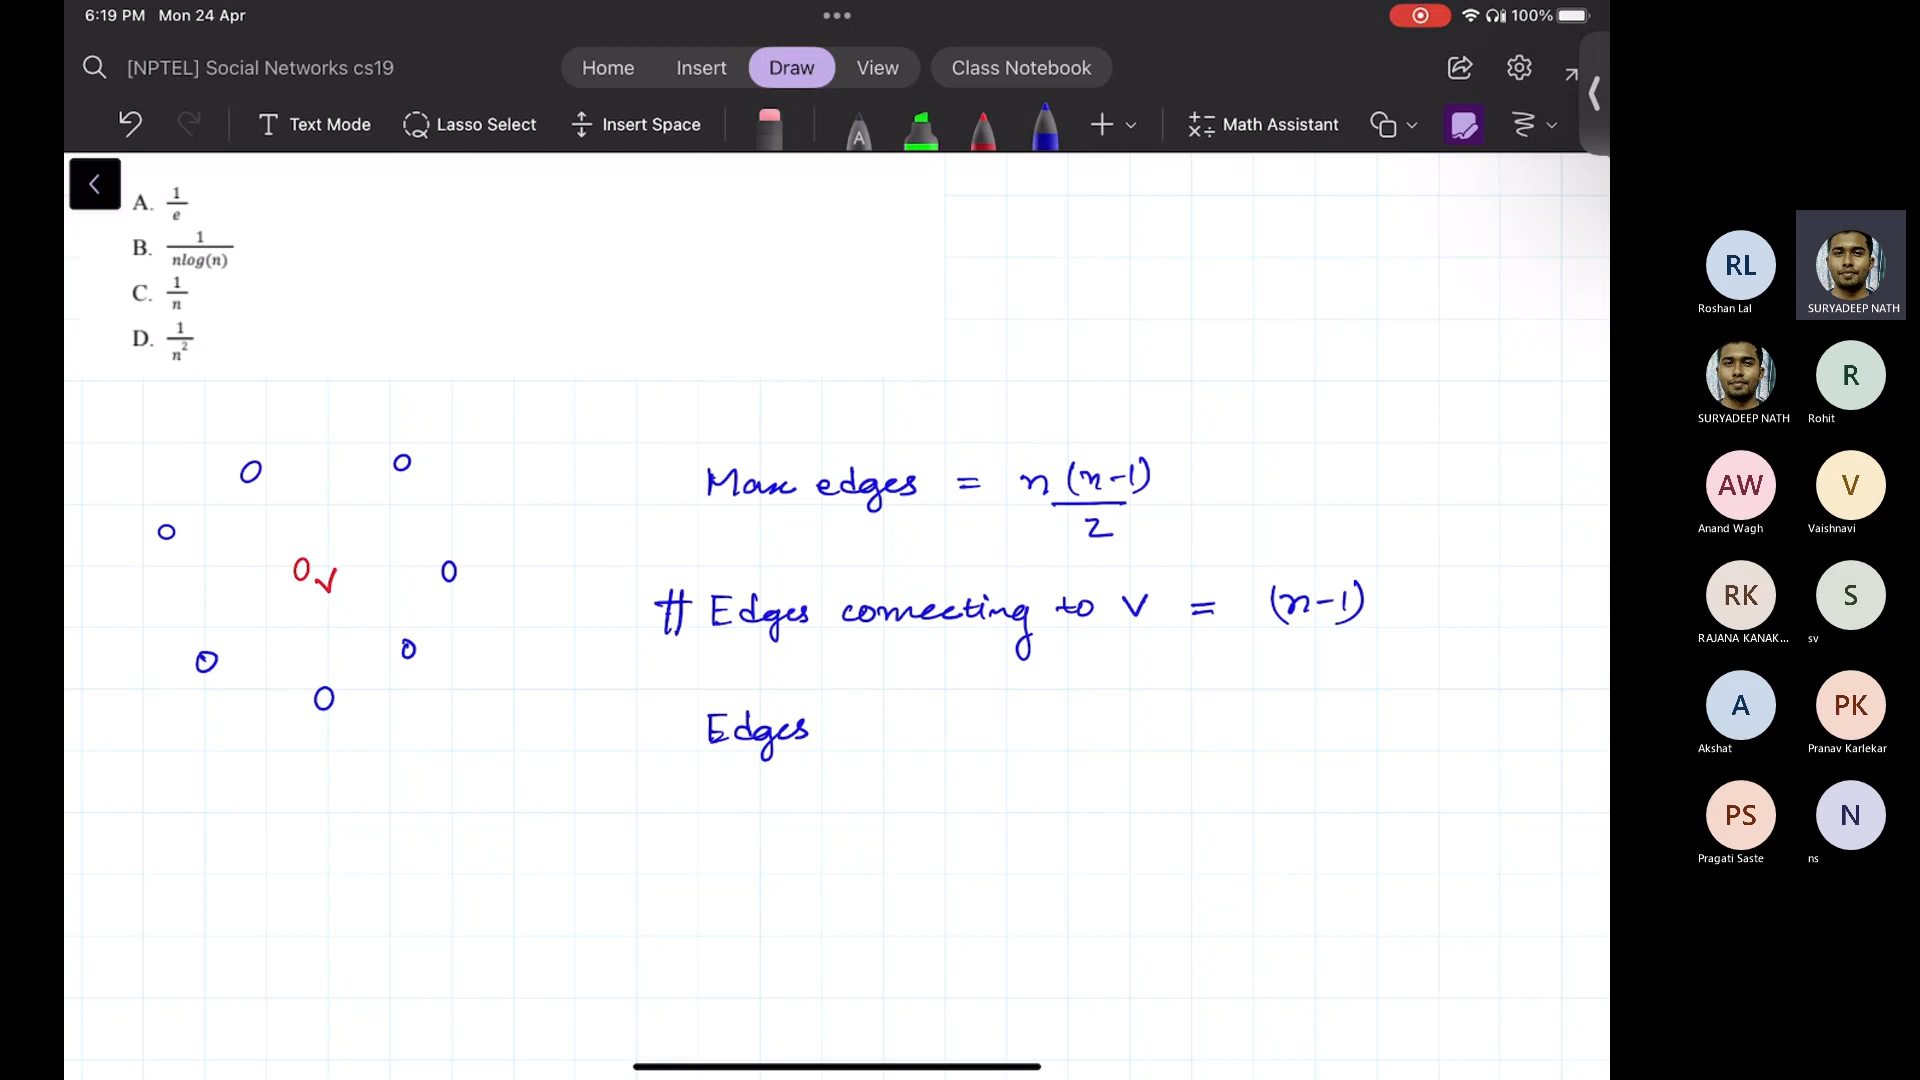 6:19 PM Mon 24 Apr
100%
[NPTEL] Social Networks cs19
Home Insert Draw View Class Notebook
Text Mode Lasso Select Insert Space A Math Assistant
A. 1/e
B. 1/nlog(n)
C. 1/n
D. 1/n²
Max edges = n(n-1)/2
# Edges connecting to V = (n-1)
Edges
V
RL
Roshan Lal
SURYADEEP NATH
SURYADEEP NATH
R
Rohit
AW
Anand Wagh
V
Vaishnavi
RK
RAJANA KANAK...
S
sv
A
Akshat
PK
Pranav Karlekar
PS
Pragati Saste
N
ns